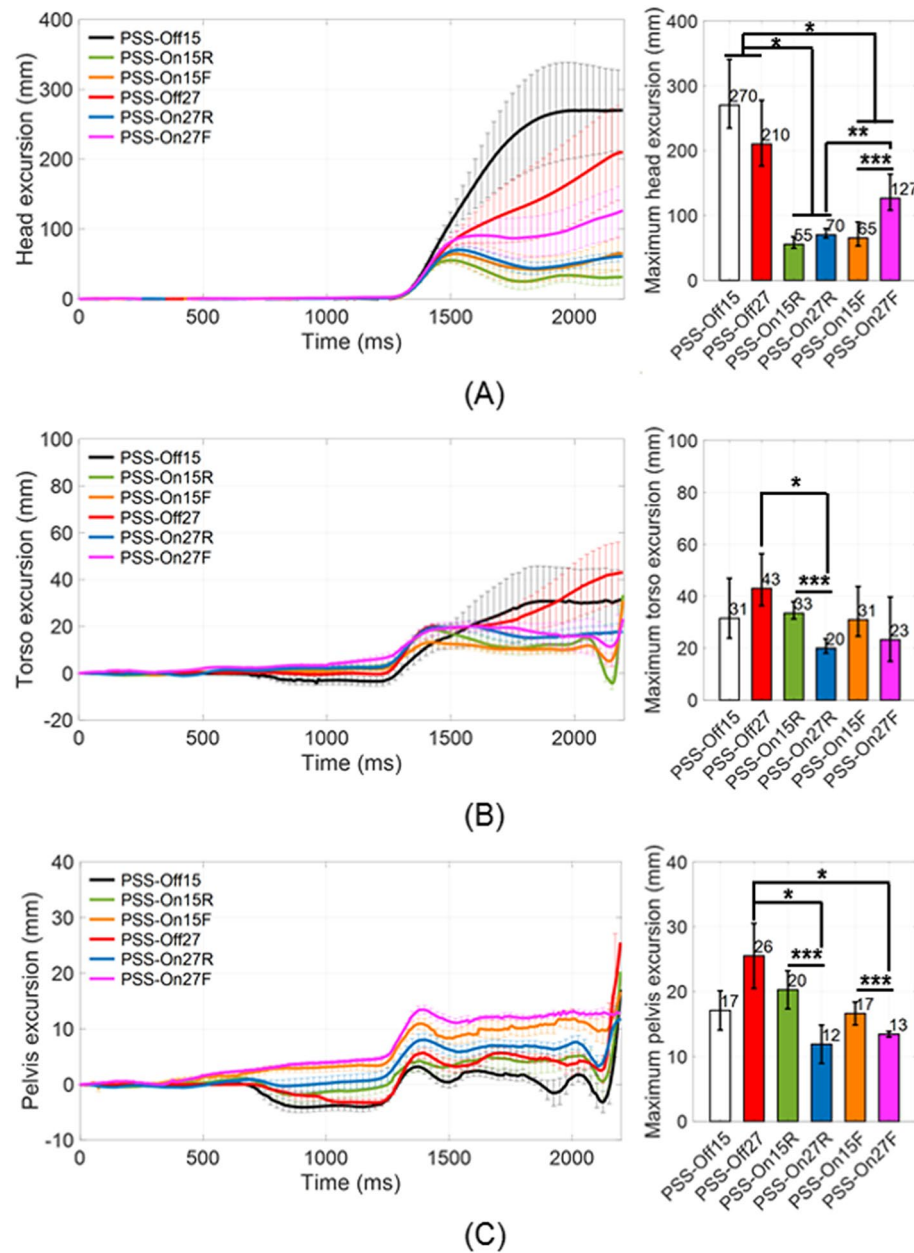 400
300
200
100
0
Head excursion (mm)
PSS-Off15
PSS-On15R
PSS-On15F
PSS-Off27
PSS-On27R
PSS-On27F
0 500 1000 1500 2000
Time (ms)
Maximum head excursion (mm)
400
300
200
100
0
* *
** 
***
270 210 55 70 65 127
PSS-Off15 PSS-Off27 PSS-On15R PSS-On27R PSS-On15F PSS-On27F
(A)
100
80
60
40
20
0
-20
Torso excursion (mm)
PSS-Off15
PSS-On15R
PSS-On15F
PSS-Off27
PSS-On27R
PSS-On27F
0 500 1000 1500 2000
Time (ms)
Maximum torso excursion (mm)
100
80
60
40
20
0
*
***
31 43 33 20 31 23
PSS-Off15 PSS-Off27 PSS-On15R PSS-On27R PSS-On15F PSS-On27F
(B)
40
30
20
10
0
-10
Pelvis excursion (mm)
PSS-Off15
PSS-On15R
PSS-On15F
PSS-Off27
PSS-On27R
PSS-On27F
0 500 1000 1500 2000
Time (ms)
Maximum pelvis excursion (mm)
40
30
20
10
0
* *
*** ***
17 26 20 12 17 13
PSS-Off15 PSS-Off27 PSS-On15R PSS-On27R PSS-On15F PSS-On27F
(C)